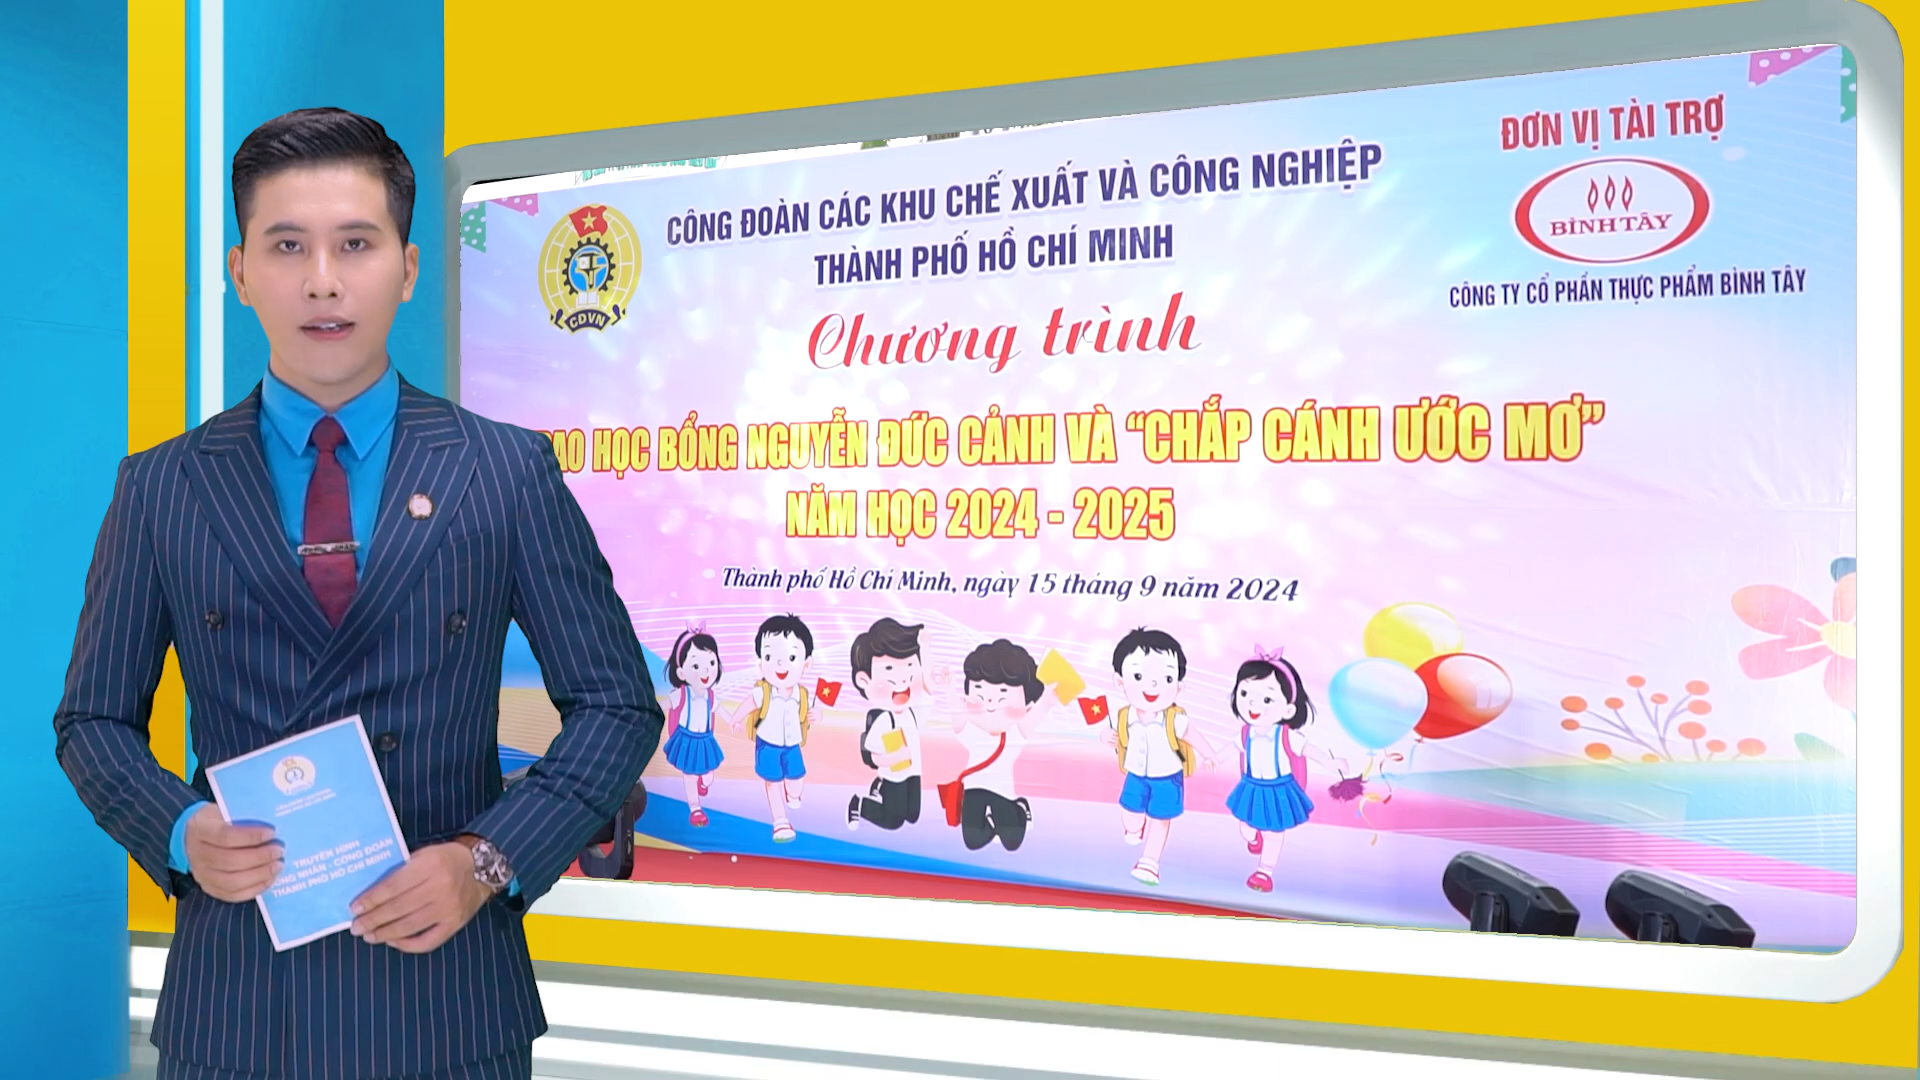 CÔNG ĐOÀN CÁC KHU CHẾ XUẤT VÀ CÔNG NGHIỆP
THÀNH PHỐ HỒ CHÍ MINH
Chương trình
HỌC BỔNG NGUYỄN ĐỨC CẢNH VÀ “CHẮP CÁNH ƯỚC MƠ”
NĂM HỌC 2024 - 2025
Thành phố Hồ Chí Minh, ngày 15 tháng 9 năm 2024
ĐƠN VỊ TÀI TRỢ
BÌNH TÂY
CÔNG TY CỔ PHẦN THỰC PHẨM BÌNH TÂY
CĐVN
TRUYỀN HÌNH
NHÂN - CÔNG ĐOÀN
THÀNH PHỐ HỒ CHÍ MINH